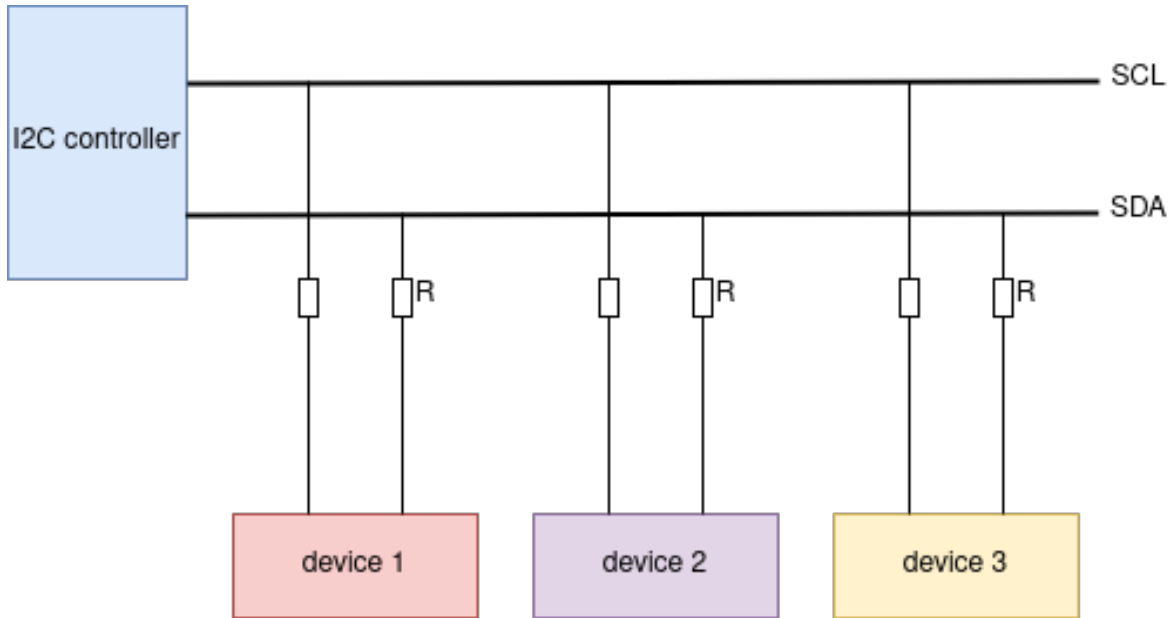 SCL
I2C controller
SDA
R
R
R
device 1
device 2
device 3